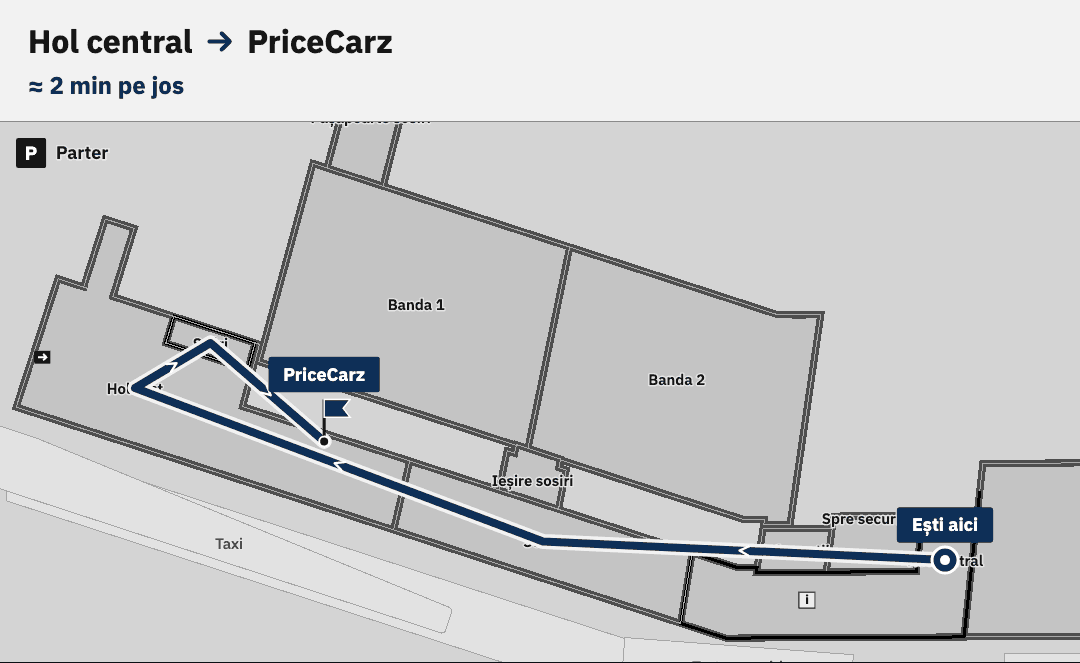 Hol central → PriceCarz
≈ 2 min pe jos
P Parter
Banda 1
PriceCarz
Banda 2
Ieșire sosiri
Spre secur
Ești aici
tral
Taxi
i